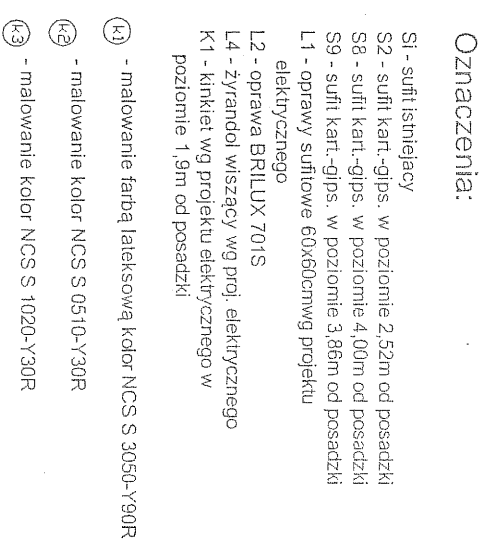 Oznaczenia:
Si - sufit istniejacy
S2 - sufit kart.-gips. w poziomie 2,52m od posadzki
S8 - sufit kart.-gips. w poziomie 4,00m od posadzki
S9 - sufit kart.-gips. w poziomie 3,86m od posadzki
L1 - oprawy sufitowe 60x60cmwg projektu
elektrycznego
L2 - oprawa BRILUX 701S
L4 - żyrandol wiszący wg proj. elektrycznego
K1 - kinkiet wg projektu elektrycznego w
poziomie 1,9m od posadzki
k1 - malowanie farbą lateksową kolor NCS S 3050-Y90R
k2 - malowanie kolor NCS S 0510-Y30R
k3 - malowanie kolor NCS S 1020-Y30R